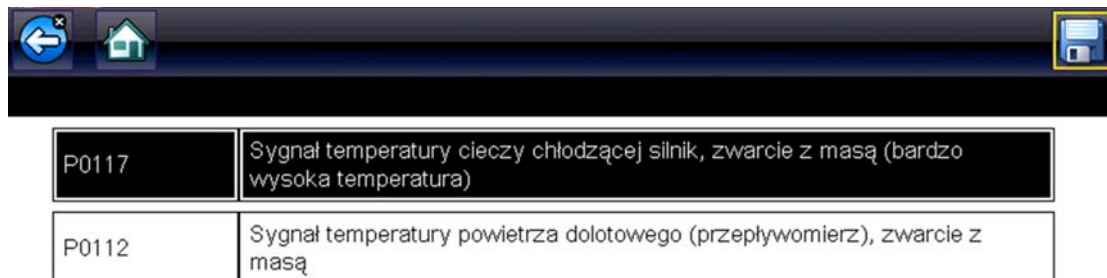 P0117
Sygnał temperatury cieczy chłodzącej silnik, zwarcie z masą (bardzo
wysoka temperatura)
P0112
Sygnał temperatury powietrza dolotowego (przepływomierz), zwarcie z
masą